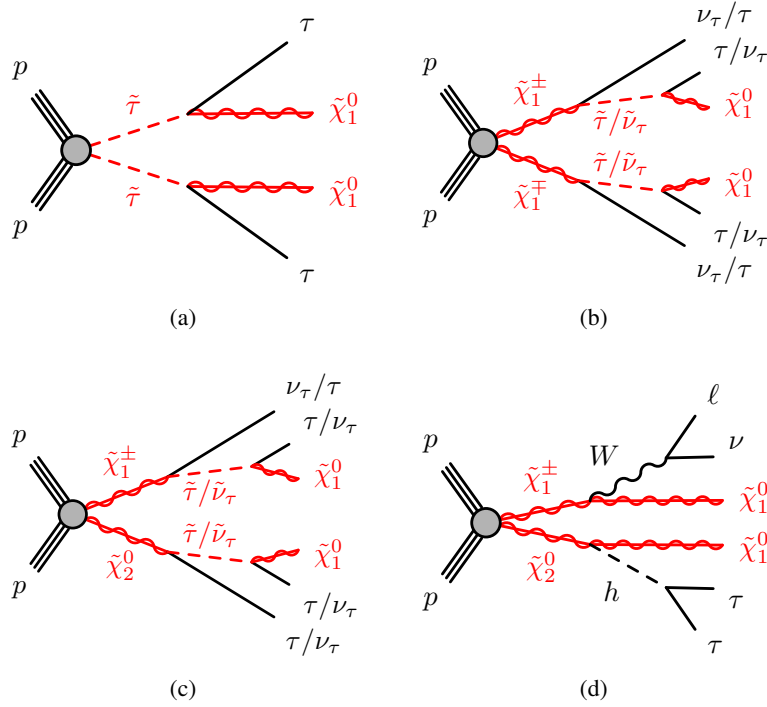 p
τ̃
τ
χ̃₁⁰
χ̃₁⁰
τ̃
p
τ
(a)
p
χ̃₁±
ν_τ/τ
τ/ν_τ
τ̃/ν̃_τ
χ̃₁⁰
τ̃/ν̃_τ
χ̃₁⁰
χ̃₁∓
p
τ/ν_τ
ν_τ/τ
(b)
p
χ̃₁±
ν_τ/τ
τ/ν_τ
τ̃/ν̃_τ
χ̃₁⁰
τ̃/ν̃_τ
χ̃₁⁰
χ̃₂⁰
p
τ/ν_τ
τ/ν_τ
(c)
p
χ̃₁±
W
ℓ
ν
χ̃₁⁰
χ̃₁⁰
χ̃₂⁰
h
p
τ
τ
(d)